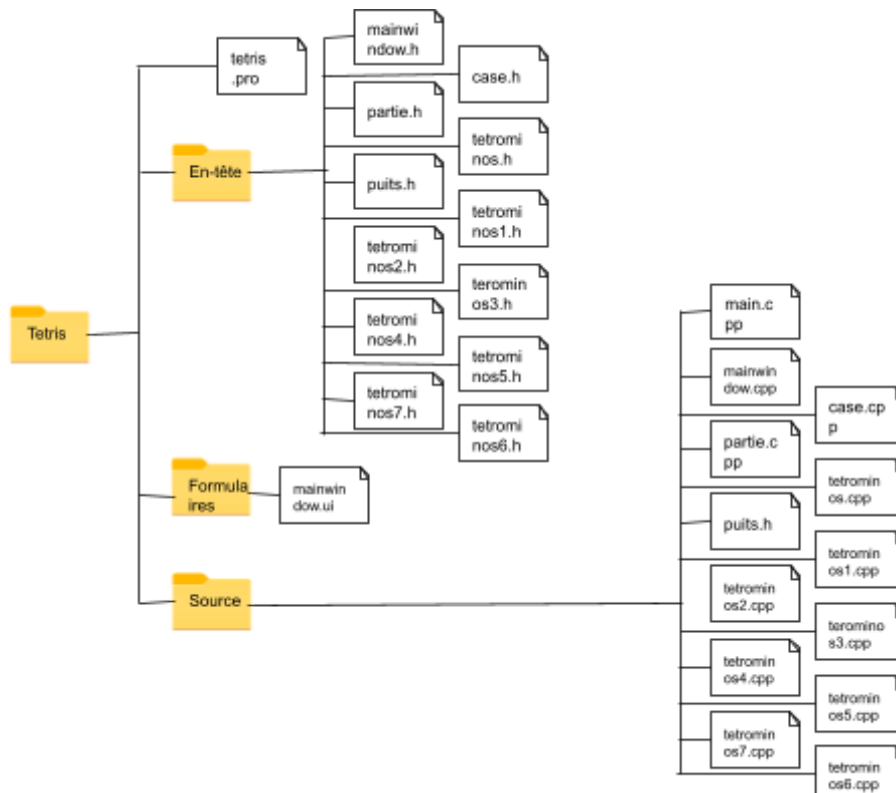 mainwi
ndow.h
tetris
.pro
case.h
partie.h
tetromi
nos.h
En-tête
puits.h
tetromi
nos1.h
tetromi
nos2.h
teromin
os3.h
Tetris
tetromi
nos4.h
tetromi
nos5.h
tetromi
nos7.h
tetromi
nos6.h
main.c
pp
mainwin
dow.cpp
case.cp
p
partie.c
pp
Formula
ires
mainwin
dow.ui
tetromin
os.cpp
puits.h
tetromin
os1.cpp
Source
tetromin
os2.cpp
teromino
s3.cpp
tetromin
os4.cpp
tetromin
os5.cpp
tetromin
os7.cpp
tetromin
os6.cpp